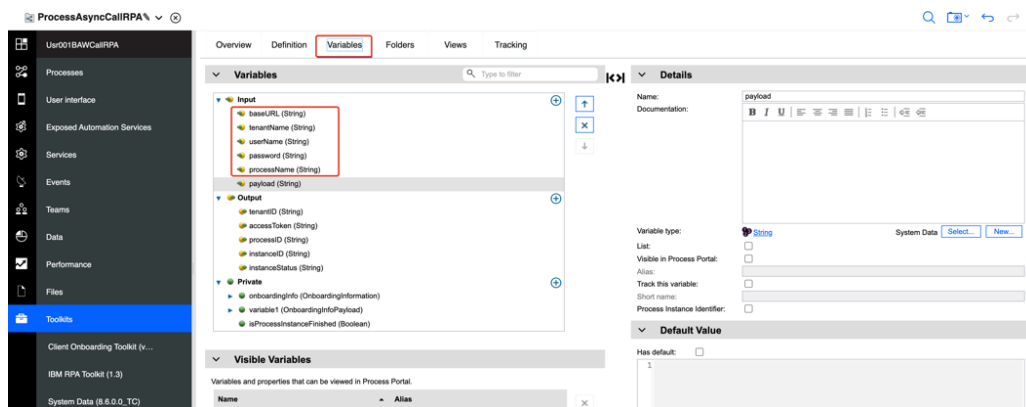 ProcessAsyncCallRPA
Usr001BAWCallRPA
Processes
User interface
Exposed Automation Services
Services
Events
Teams
Data
Performance
Files
Toolkits
Client Onboarding Toolkit (v...
IBM RPA Toolkit (1.3)
System Data (8.6.0.0_TC)
Overview Definition Variables Folders Views Tracking
Variables
Type to filter
Input
baseURL (String)
tenantName (String)
userName (String)
password (String)
processName (String)
payload (String)
Output
tenantID (String)
accessToken (String)
processID (String)
instanceID (String)
instanceStatus (String)
Private
onboardingInfo (OnboardingInformation)
variable1 (OnboardingInfoPayload)
isProcessInstanceFinished (Boolean)
Visible Variables
Variables and properties that can be viewed in Process Portal.
Name Alias
Details
Name: payload
Documentation:
B I U
Variable type: String System Data Select... New...
List:
Visible in Process Portal:
Alias:
Track this variable:
Short name:
Process Instance Identifier:
Default Value
Has default:
1